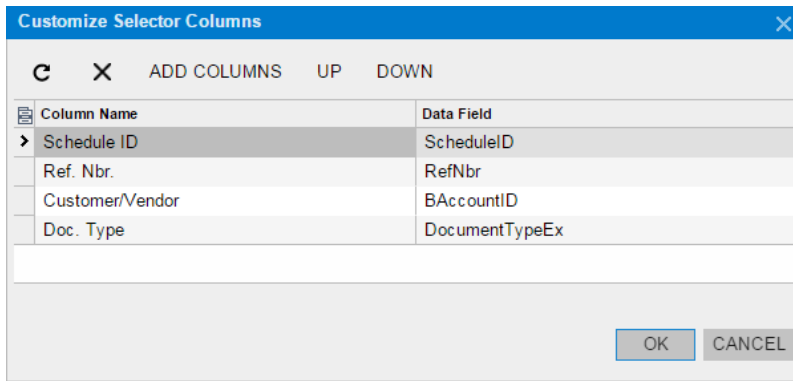 Customize Selector Columns
ADD COLUMNS UP DOWN
Column Name Data Field
Schedule ID ScheduleID
Ref. Nbr. RefNbr
Customer/Vendor BAccountID
Doc. Type DocumentTypeEx
OK CANCEL